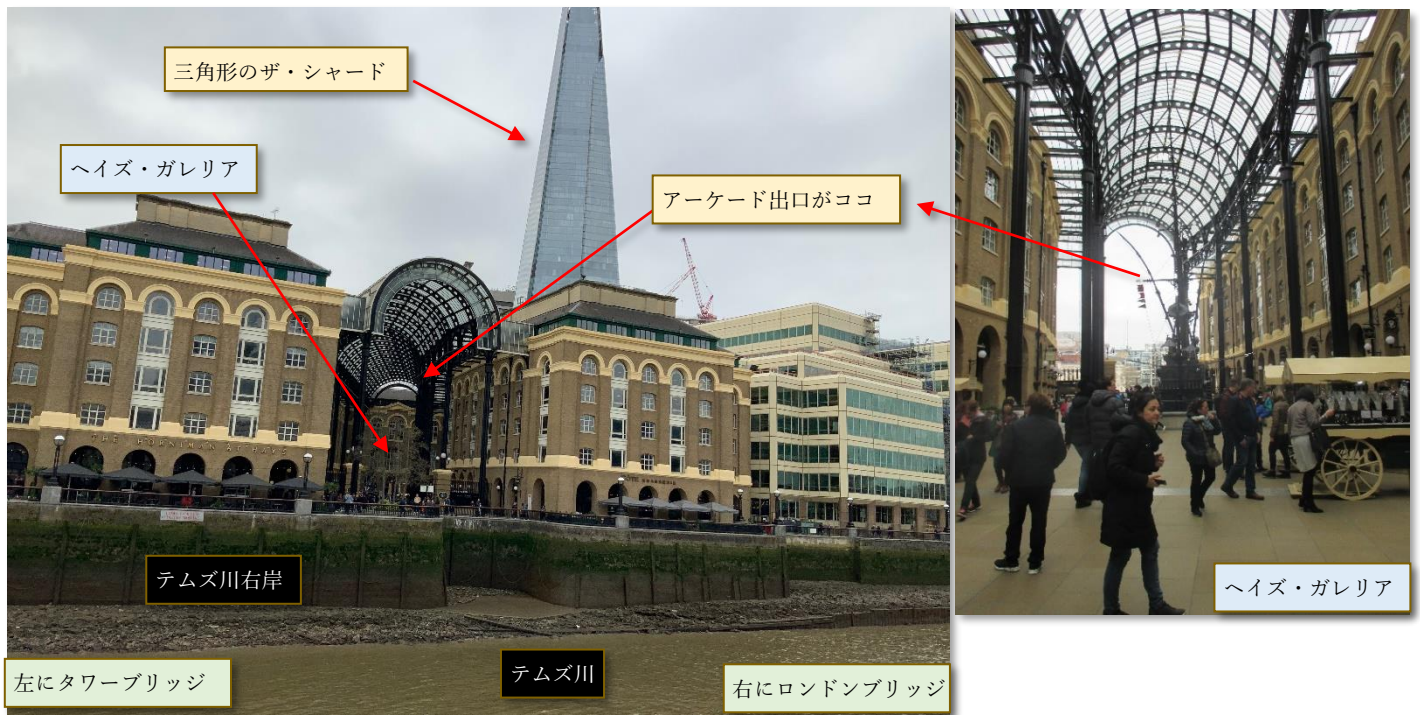 三角形のザ・シャード
ヘイズ・ガレリア
アーケード出口がココ
THE HORNIMAN AT HAYS
テムズ川右岸
左にタワーブリッジ
テムズ川
右にロンドンブリッジ
ヘイズ・ガレリア